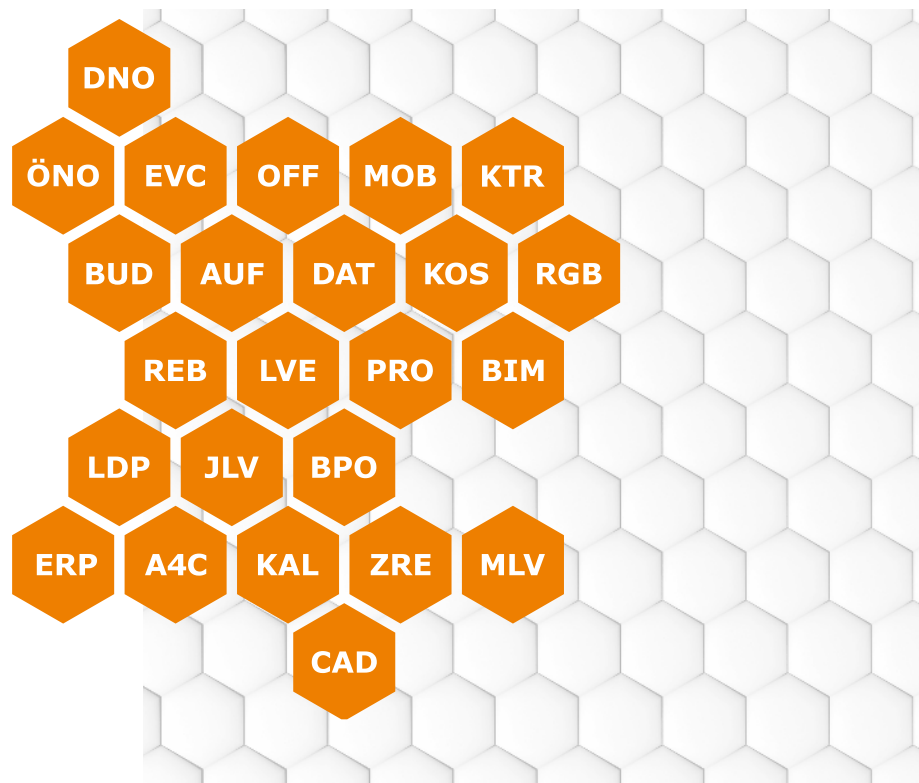 DNO
ÖNO EVC OFF MOB KTR
BUD AUF DAT KOS RGB
REB LVE PRO BIM
LDP JLV BPO
ERP A4C KAL ZRE MLV
CAD